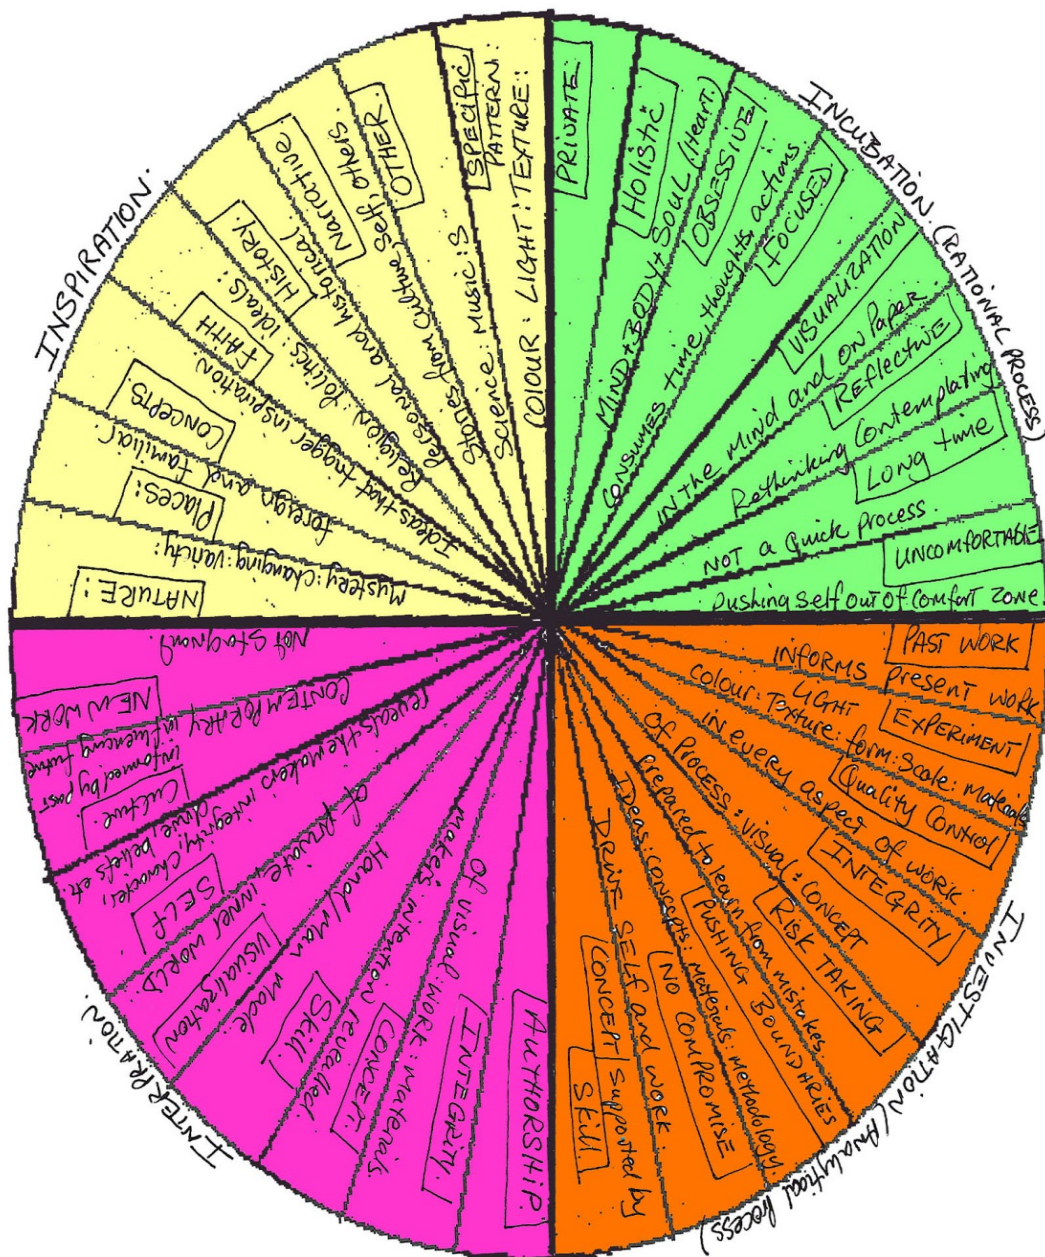 INSPIRATION:
NATURE:
Mystery: changing: variety:
Places:
foreign and familiar.
CONCEPTS
Ideas that trigger inspiration
FAITH
Religion: Politics: Ideals:
HISTORY.
Personal and historical
Narrative
Stories from culture, self, others.
OTHER.
Science: Music: S
SPECIFIC
PATTERN:
COLOUR: LIGHT: TEXTURE:
INCUBATION. (RATIONAL PROCESS)
PRIVATE
Holistic
MIND + BODY + SOUL (Heart.)
OBSESSIVE
CONSUMES time, thoughts, actions
FOCUSED
VISUALIZATION
IN THE MIND and ON Paper
Reflective
Rethinking Contemplating
Long time
NOT a Quick Process.
UNCOMFORTABLE
Pushing Self out of Comfort Zone.
INVESTIGATION (Analytical Process)
PAST WORK
INFORMS present work
EXPERIMENT
LIGHT
colour: Texture: form: Scale: materials
Quality Control
in every aspect of work
INTEGRITY
OF PROCESS: VISUAL: CONCEPT
RISK TAKING
Prepared to learn from mistakes.
PUSHING BOUNDARIES
Ideas: concepts: Materials: Methodology.
NO COMPROMISE
DRIVE SELF and WORK.
CONCEPT supported by
Skill
INTERPRATION.
AUTHORSHIP.
INTEGRITY.
OF Visual: WORK: Materials.
CONCEPT:
Maker's intention revealed.
Skill.
Hand/Man Made.
VISUALIZATION
of private inner WORLD.
SELF
reveals the Makers integrity, character,
drive, beliefs etc.
Culture.
informed by past
influencing future
CONTEMPORARY
NEW WORK
Not Stagnant.